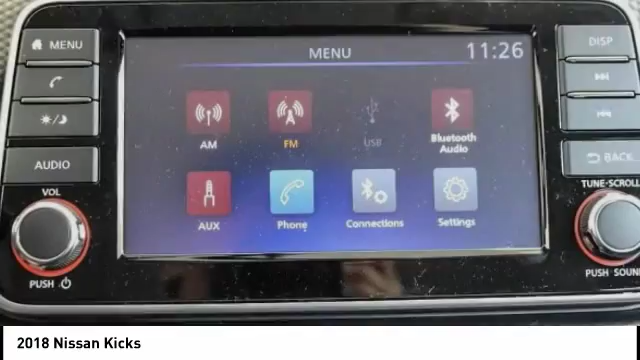 MENU
MENU
11:26
DISP
AM
FM
USB
Bluetooth
Audio
AUDIO
BACK
VOL
TUNE-SCROLL
AUX
Phone
Connections
Settings
PUSH
PUSH SOUND
2018 Nissan Kicks